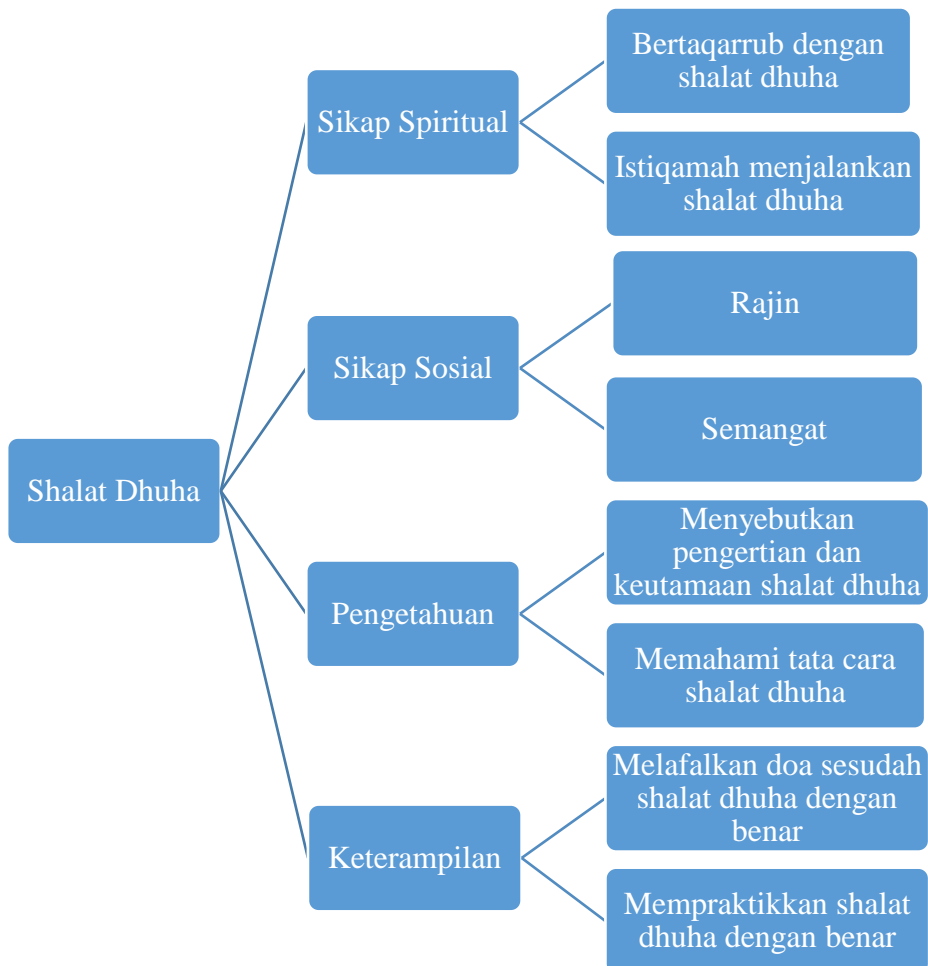 Shalat Dhuha
Sikap Spiritual
Bertaqarrub dengan
shalat dhuha
Istiqamah menjalankan
shalat dhuha
Sikap Sosial
Rajin
Semangat
Pengetahuan
Menyebutkan
pengertian dan
keutamaan shalat dhuha
Memahami tata cara
shalat dhuha
Keterampilan
Melafalkan doa sesudah
shalat dhuha dengan
benar
Mempraktikkan shalat
dhuha dengan benar